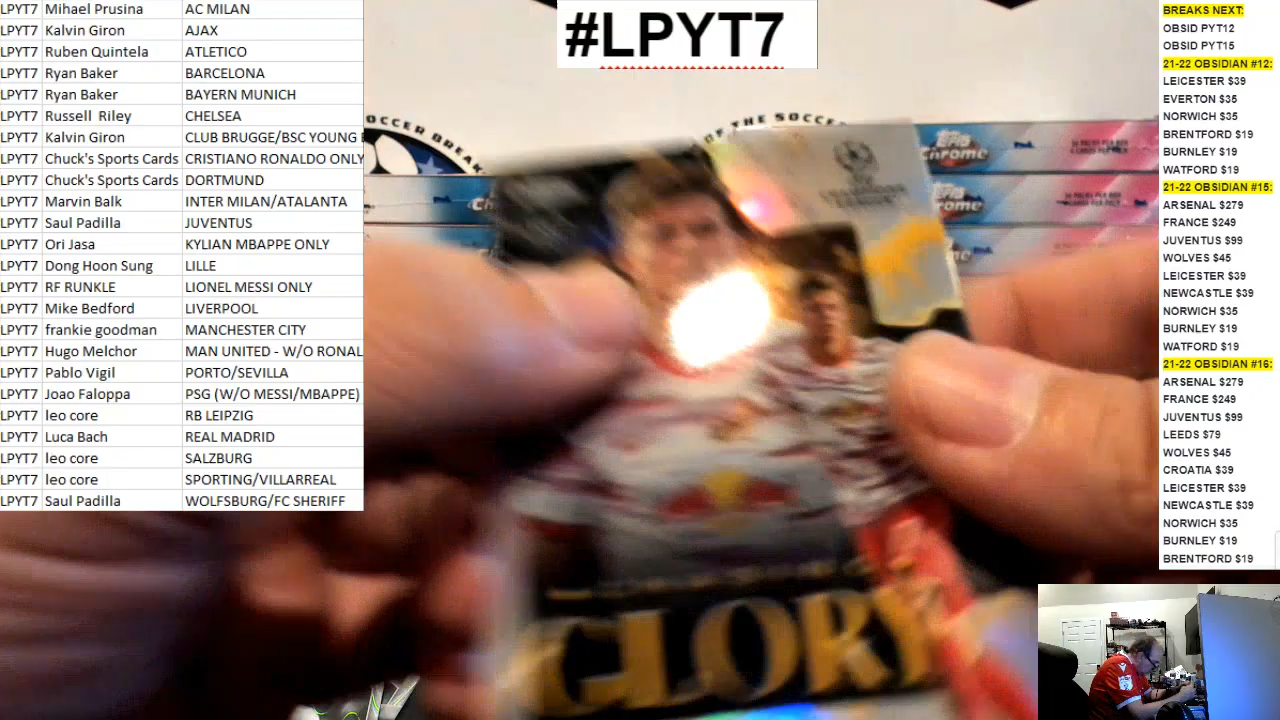 LPYT7 Mihael Prusina AC MILAN
LPYT7 Kalvin Giron AJAX
LPYT7 Ruben Quintela ATLETICO
LPYT7 Ryan Baker BARCELONA
LPYT7 Ryan Baker BAYERN MUNICH
LPYT7 Russell Riley CHELSEA
LPYT7 Kalvin Giron CLUB BRUGGE/BSC YOUNG
LPYT7 Chuck's Sports Cards CRISTIANO RONALDO ONLY
LPYT7 Chuck's Sports Cards DORTMUND
LPYT7 Marvin Balk INTER MILAN/ATALANTA
LPYT7 Saul Padilla JUVENTUS
LPYT7 Ori Jasa KYLIAN MBAPPE ONLY
LPYT7 Dong Hoon Sung LILLE
LPYT7 RF RUNKLE LIONEL MESSI ONLY
LPYT7 Mike Bedford LIVERPOOL
LPYT7 frankie goodman MANCHESTER CITY
LPYT7 Hugo Melchor MAN UNITED - W/O RONAL
LPYT7 Pablo Vigil PORTO/SEVILLA
LPYT7 Joao Faloppa PSG (W/O MESSI/MBAPPE)
LPYT7 leo core RB LEIPZIG
LPYT7 Luca Bach REAL MADRID
LPYT7 leo core SALZBURG
LPYT7 leo core SPORTING/VILLARREAL
LPYT7 Saul Padilla WOLFSBURG/FC SHERIFF
#LPYT7
OCCER BREAK
OF THE SOCCE
Topps
Chrome
GLORY
BREAKS NEXT:
OBSID PYT12
OBSID PYT15
21-22 OBSIDIAN #12:
LEICESTER $39
EVERTON $35
NORWICH $35
BRENTFORD $19
BURNLEY $19
WATFORD $19
21-22 OBSIDIAN #15:
ARSENAL $279
FRANCE $249
JUVENTUS $99
WOLVES $45
LEICESTER $39
NEWCASTLE $39
NORWICH $35
BURNLEY $19
WATFORD $19
21-22 OBSIDIAN #16:
ARSENAL $279
FRANCE $249
JUVENTUS $99
LEEDS $79
WOLVES $45
CROATIA $39
LEICESTER $39
NEWCASTLE $39
NORWICH $35
BURNLEY $19
BRENTFORD $19